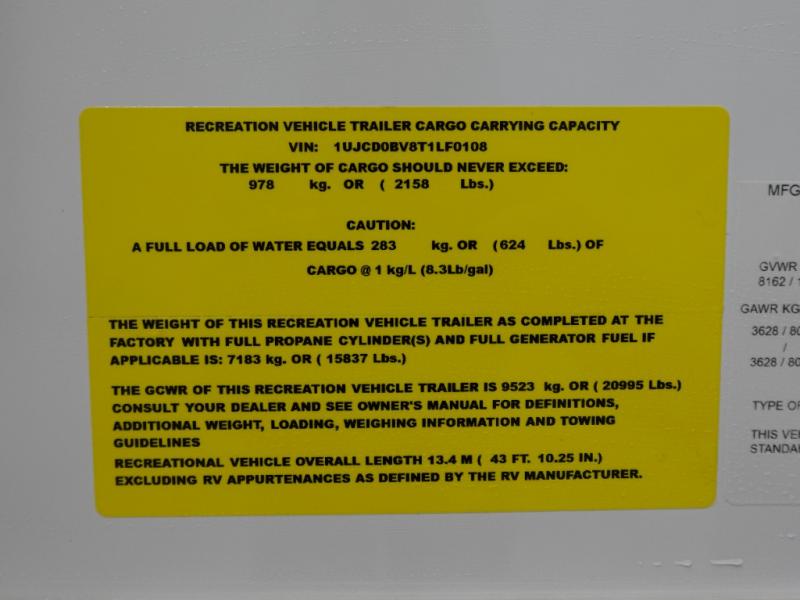 RECREATION VEHICLE TRAILER CARGO CARRYING CAPACITY
VIN: 1UJCD0BV8T1LF0108
THE WEIGHT OF CARGO SHOULD NEVER EXCEED:
978 kg. OR ( 2158 Lbs.)
CAUTION:
A FULL LOAD OF WATER EQUALS 283 kg. OR (624 Lbs.) OF
CARGO @ 1 kg/L (8.3Lb/gal)
THE WEIGHT OF THIS RECREATION VEHICLE TRAILER AS COMPLETED AT THE
FACTORY WITH FULL PROPANE CYLINDER(S) AND FULL GENERATOR FUEL IF
APPLICABLE IS: 7183 kg. OR ( 15837 Lbs.)
THE GCWR OF THIS RECREATION VEHICLE TRAILER IS 9523 kg. OR ( 20995 Lbs.)
CONSULT YOUR DEALER AND SEE OWNER'S MANUAL FOR DEFINITIONS,
ADDITIONAL WEIGHT, LOADING, WEIGHING INFORMATION AND TOWING
GUIDELINES
RECREATIONAL VEHICLE OVERALL LENGTH 13.4 M ( 43 FT. 10.25 IN.)
EXCLUDING RV APPURTENANCES AS DEFINED BY THE RV MANUFACTURER.
MFG
GVWR
8162 /
GAWR KG
3628 / 80
/
3628 / 80
TYPE
THIS